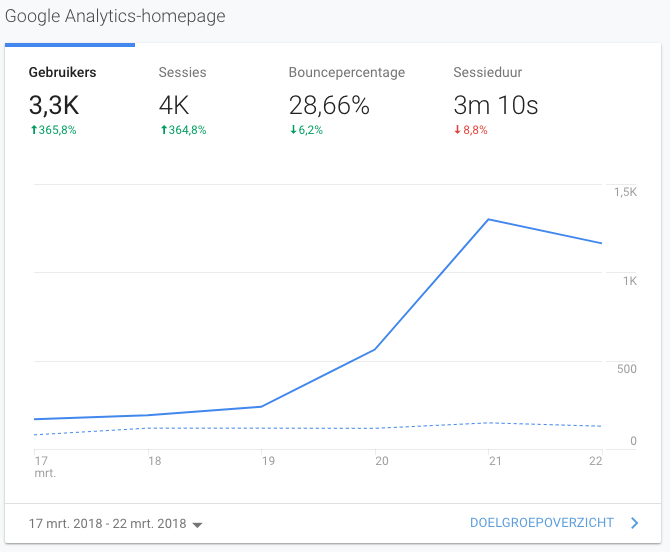 Google Analytics-homepage
Gebruikers Sessies Bouncepercentage Sessieduur
3,3K 4K 28,66% 3m 10s
↑365,8% ↑364,8% ↓6,2% ↓8,8%
1,5K
1K
500
0
17 18 19 20 21 22
mrt.
17 mrt. 2018 - 22 mrt. 2018 DOELGROEPOVERZICHT